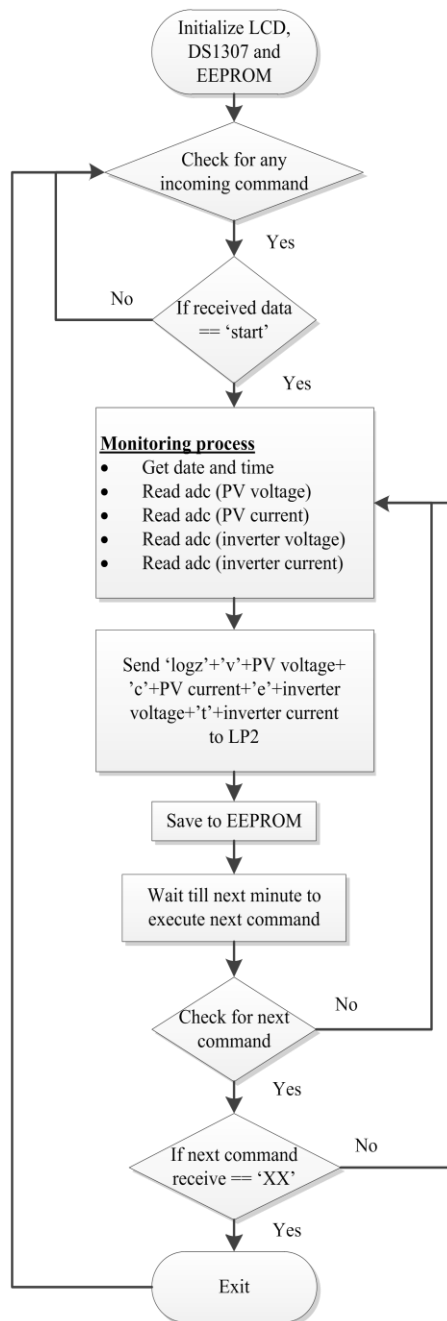 Initialize LCD,
DS1307 and
EEPROM
Check for any
incoming command
Yes
No
If received data
== ‘start’
Yes
Monitoring process
• Get date and time
• Read adc (PV voltage)
• Read adc (PV current)
• Read adc (inverter voltage)
• Read adc (inverter current)
Send ‘logz’+’v’+PV voltage+
’c’+PV current+’e’+inverter
voltage+’t’+inverter current
to LP2
Save to EEPROM
Wait till next minute to
execute next command
No
Check for next
command
Yes
No
If next command
receive == ‘XX’
Yes
Exit